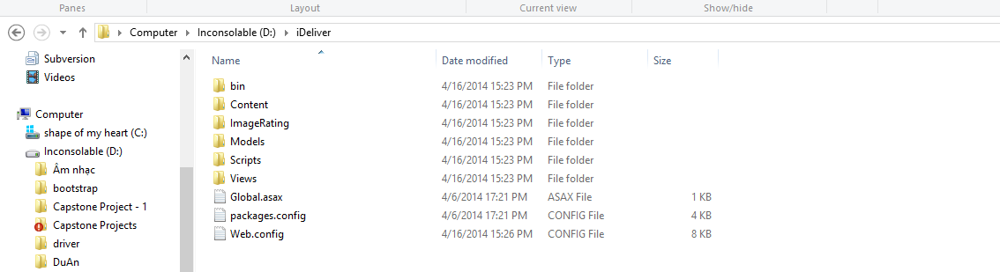 Panes Layout Current view Show/hide
Computer Inconsolable (D:) iDeliver
Subversion
Videos
Computer
shape of my heart (C:)
Inconsolable (D:)
Âm nhạc
bootstrap
Capstone Project - 1
Capstone Projects
driver
DuAn
Name Date modified Type Size
bin 4/16/2014 15:23 PM File folder
Content 4/16/2014 15:23 PM File folder
ImageRating 4/16/2014 15:23 PM File folder
Models 4/16/2014 15:23 PM File folder
Scripts 4/16/2014 15:23 PM File folder
Views 4/16/2014 15:23 PM File folder
Global.asax 4/6/2014 17:21 PM ASAX File 1 KB
packages.config 4/6/2014 17:21 PM CONFIG File 4 KB
Web.config 4/16/2014 15:26 PM CONFIG File 8 KB